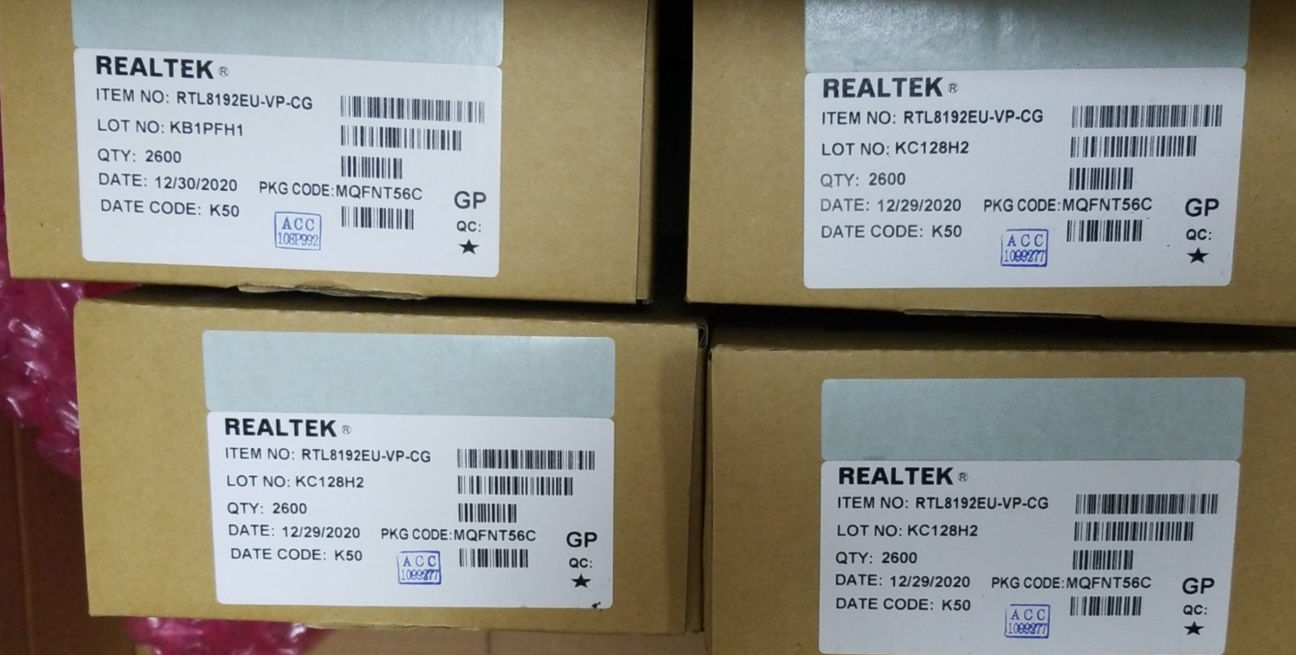 REALTEK®
ITEM NO: RTL8192EU-VP-CG
LOT NO: KB1PFH1
QTY: 2600
DATE: 12/30/2020 PKG CODE:MQFNT56C
DATE CODE: K50
GP
QC:
★
ACC
REALTEK®
ITEM NO: RTL8192EU-VP-CG
LOT NO: KC128H2
QTY: 2600
DATE: 12/29/2020 PKG CODE:MQFNT56C
DATE CODE: K50
GP
QC:
★
ACC
REALTEK®
ITEM NO: RTL8192EU-VP-CG
LOT NO: KC128H2
QTY: 2600
DATE: 12/29/2020 PKG CODE:MQFNT56C
DATE CODE: K50
GP
QC:
★
ACC
REALTEK®
ITEM NO: RTL8192EU-VP-CG
LOT NO: KC128H2
QTY: 2600
DATE: 12/29/2020 PKG CODE:MQFNT56C
DATE CODE: K50
GP
QC:
★
ACC